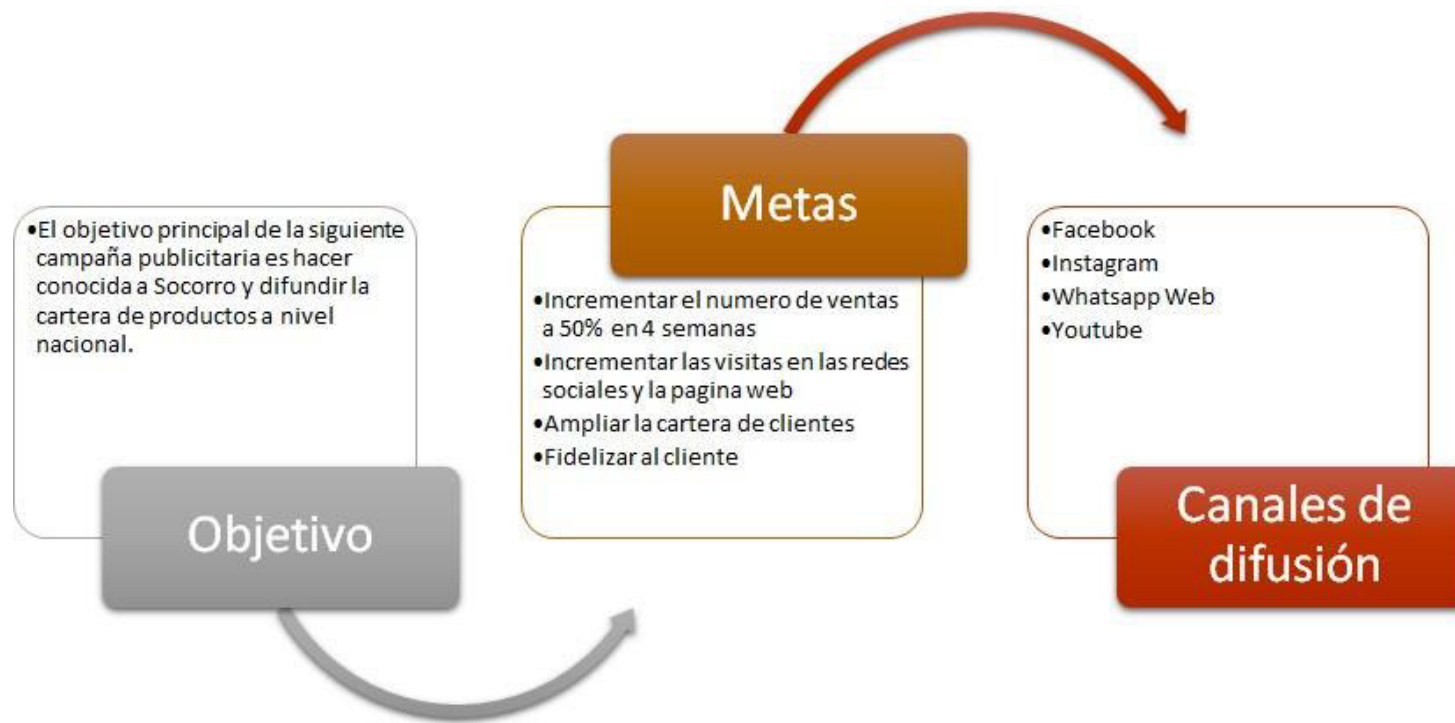 •El objetivo principal de la siguiente
campaña publicitaria es hacer
conocida a Socorro y difundir la
cartera de productos a nivel
nacional.
Objetivo
Metas
•Incrementar el numero de ventas
a 50% en 4 semanas
•Incrementar las visitas en las redes
sociales y la pagina web
•Ampliar la cartera de clientes
•Fidelizar al cliente
•Facebook
•Instagram
•Whatsapp Web
•Youtube
Canales de
difusión